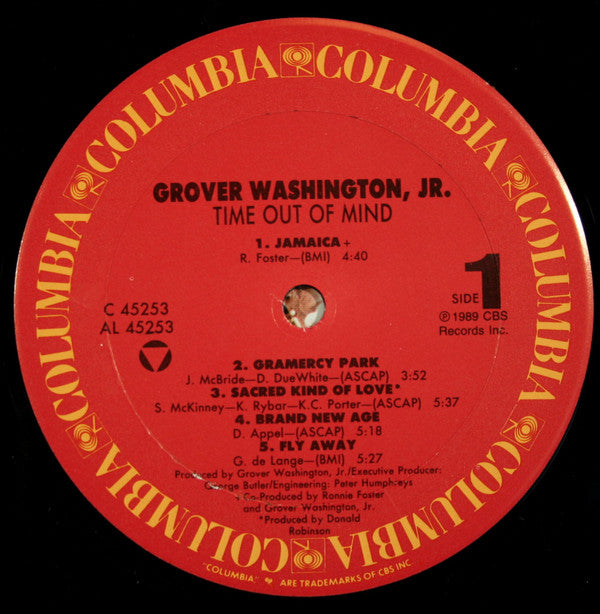 COLUMBIA COLUMBIA COLUMBIA COLUMBIA COLUMBIA COLUMBIA COLUMBIA COLUMBIA
GROVER WASHINGTON, JR.
TIME OUT OF MIND
1. JAMAICA+
R. Foster—(BMI) 4:40
C 45253
AL 45253
SIDE 1
℗ 1989 CBS
Records Inc.
2. GRAMERCY PARK
J. McBride—D. DueWhite—(ASCAP) 3:52
3. SACRED KIND OF LOVE*
S. McKinney—K. Rybar—K.C. Porter—(ASCAP) 5:37
4. BRAND NEW AGE
D. Appel—(ASCAP) 5:18
5. FLY AWAY
G. de Lange—(BMI) 5:27
Produced by Grover Washington, Jr./Executive Producer:
George Butler/Engineering: Peter Humphreys
+Co-Produced by Ronnie Foster
and Grover Washington, Jr.
*Produced by Donald
Robinson
"COLUMBIA" ARE TRADEMARKS OF CBS INC